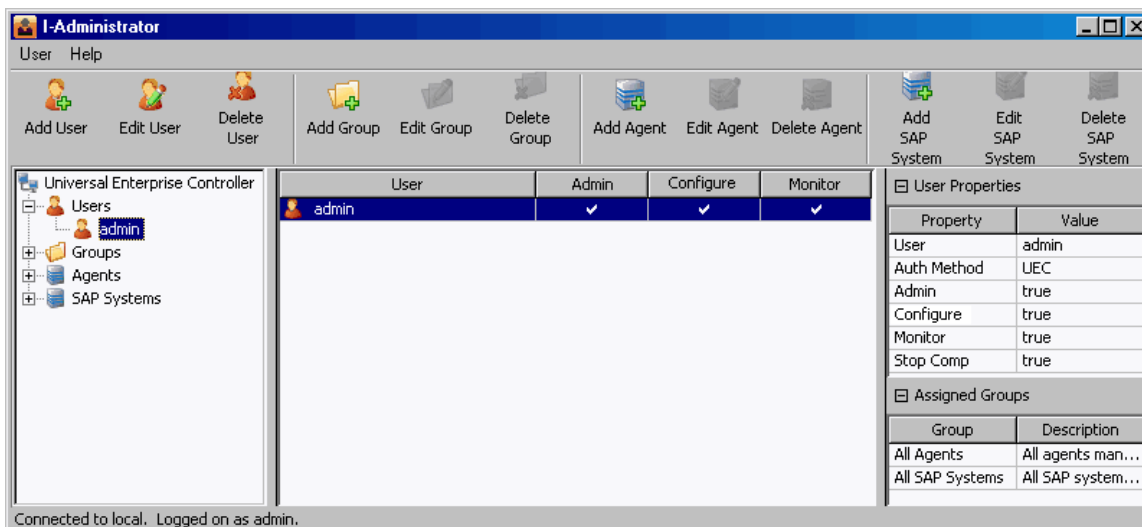 I-Administrator
User Help
Add User
Edit User
Delete User
Add Group
Edit Group
Delete Group
Add Agent
Edit Agent
Delete Agent
Add SAP System
Edit SAP System
Delete SAP System
Universal Enterprise Controller
Users
admin
Groups
Agents
SAP Systems
User Admin Configure Monitor
admin
User Properties
Property Value
User admin
Auth Method UEC
Admin true
Configure true
Monitor true
Stop Comp true
Assigned Groups
Group Description
All Agents All agents man...
All SAP Systems All SAP system...
Connected to local. Logged on as admin.